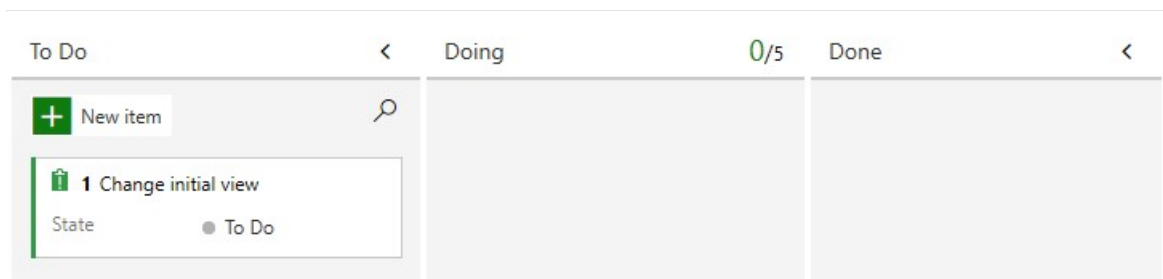 To Do
Doing 0/5
Done
New item
1 Change initial view
State To Do